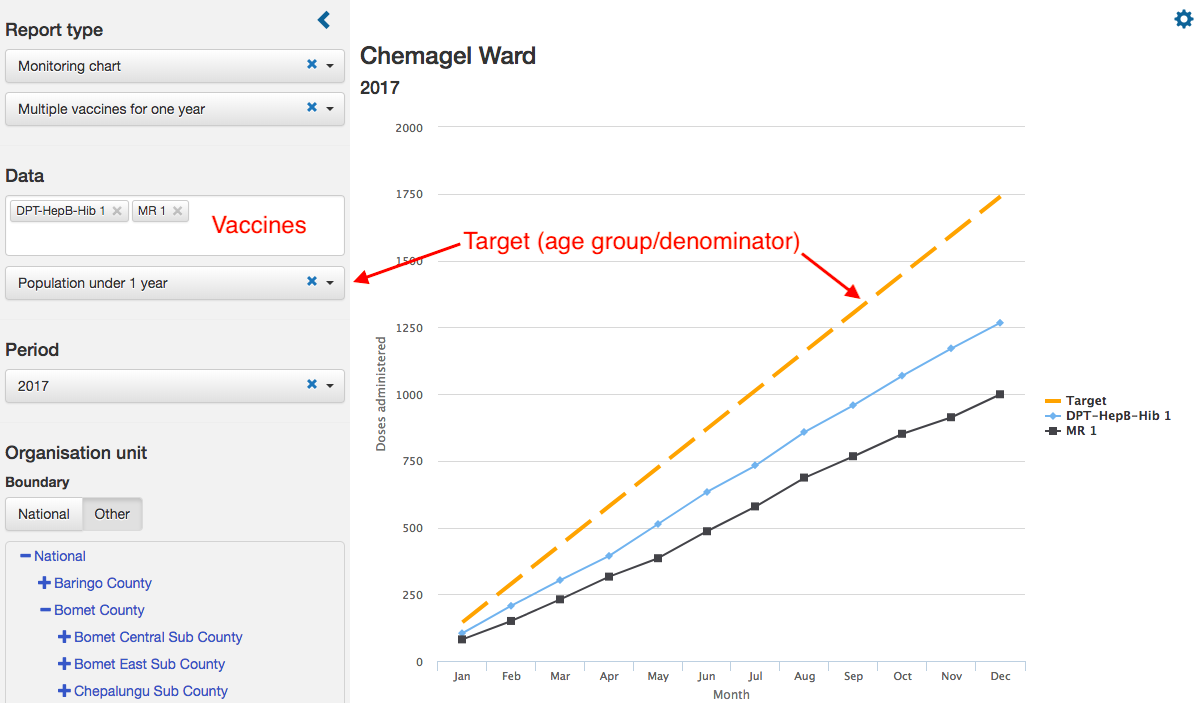 Report type
Monitoring chart
Multiple vaccines for one year
Data
DPT-HepB-Hib 1 MR 1
Vaccines
Population under 1 year
Period
2017
Organisation unit
Boundary
National Other
National
Baringo County
Bomet County
Bomet Central Sub County
Bomet East Sub County
Chepalungu Sub County
Chemagel Ward
2017
Target (age group/denominator)
Doses administered
2000
1750
1500
1250
1000
750
500
250
0
Jan Feb Mar Apr May Jun Jul Aug Sep Oct Nov Dec
Month
Target
DPT-HepB-Hib 1
MR 1